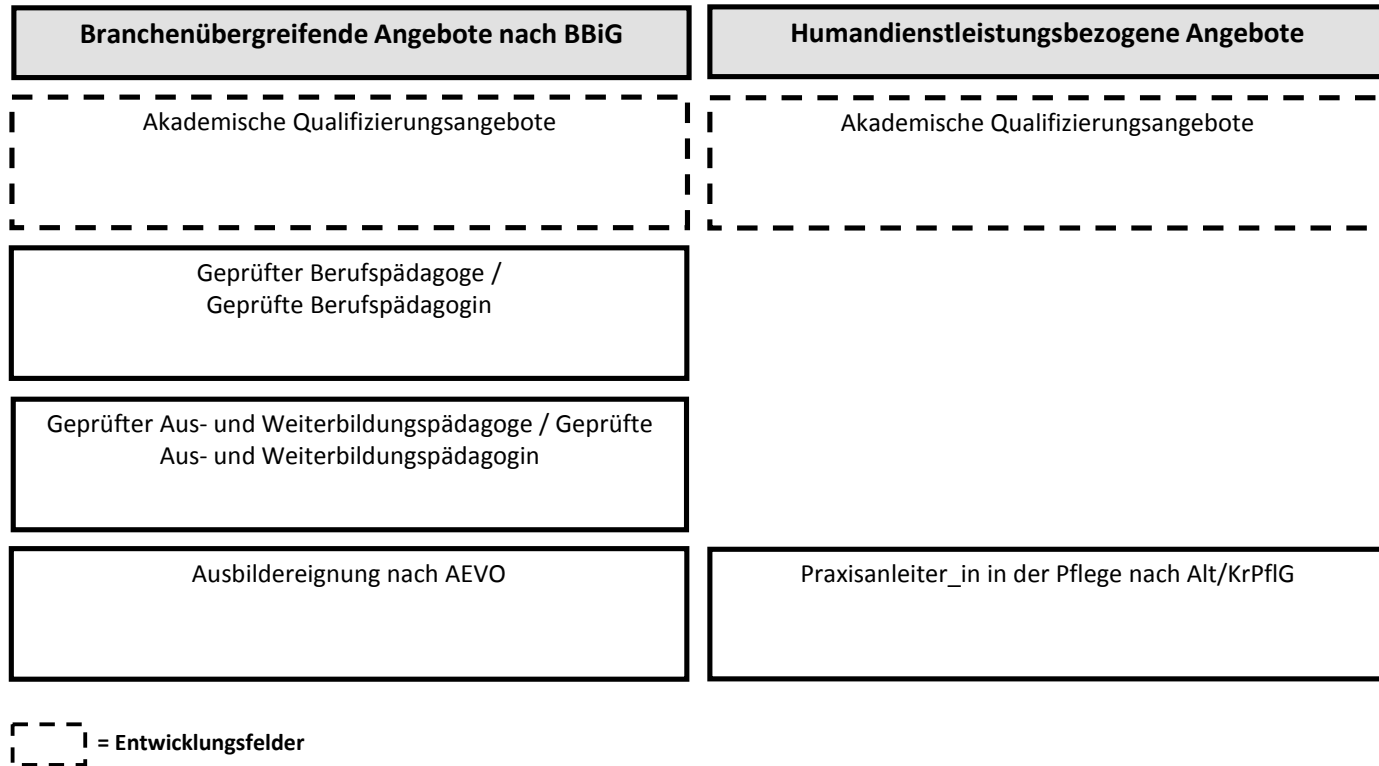 Branchenübergreifende Angebote nach BBiG
Humandienstleistungsbezogene Angebote
Akademische Qualifizierungsangebote
Akademische Qualifizierungsangebote
Geprüfter Berufspädagoge /
Geprüfte Berufspädagogin
Geprüfter Aus- und Weiterbildungspädagoge / Geprüfte
Aus- und Weiterbildungspädagogin
Ausbildereignung nach AEVO
Praxisanleiter_in in der Pflege nach Alt/KrPflG
= Entwicklungsfelder